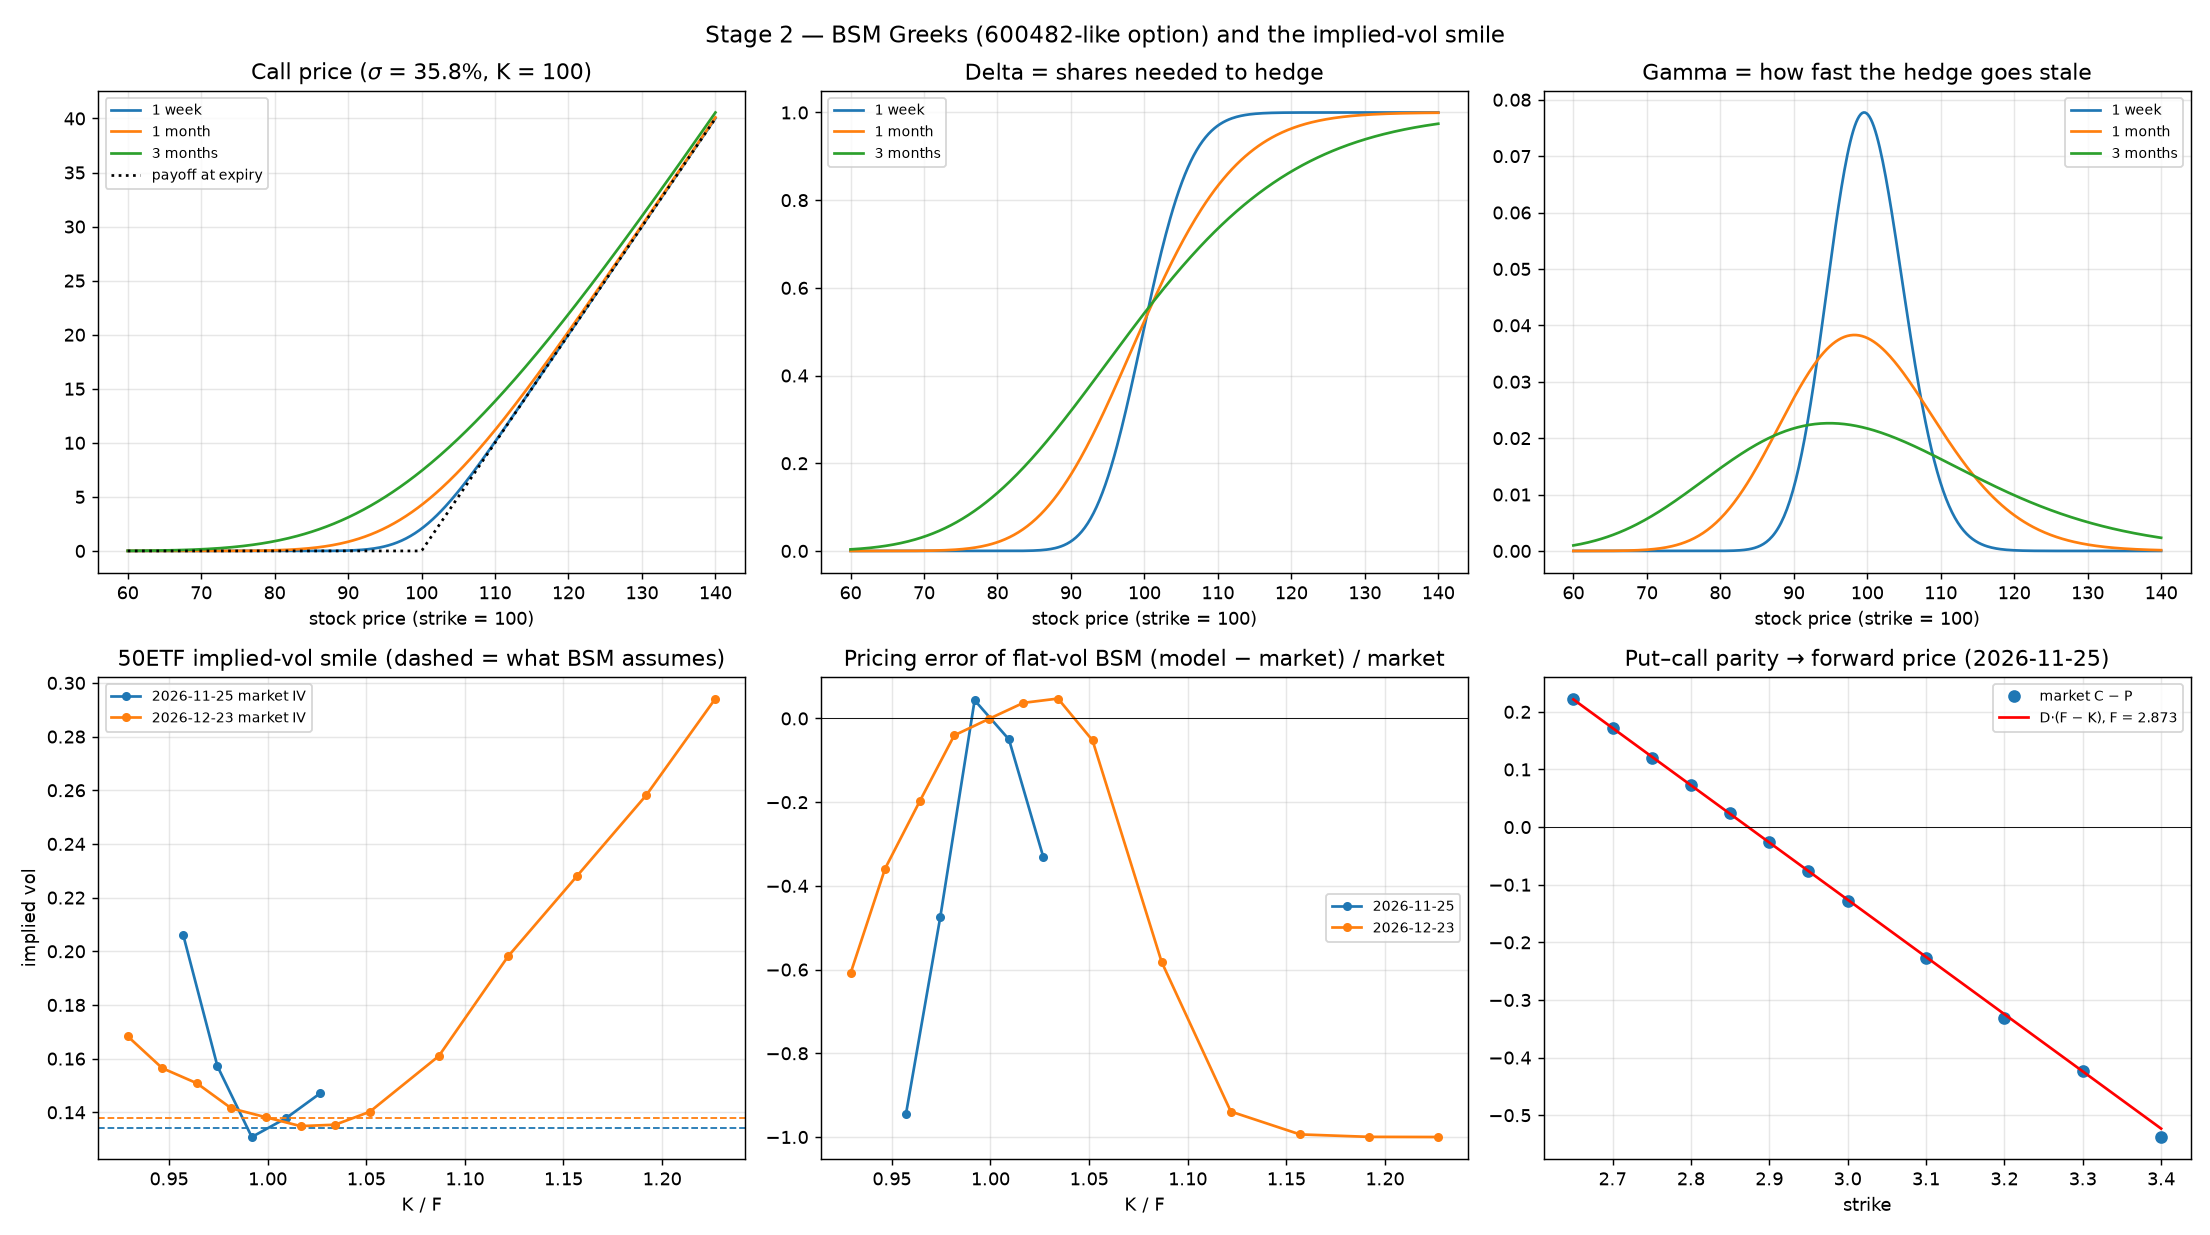 Stage 2 — BSM Greeks (600482-like option) and the implied-vol smile
Call price (σ = 35.8%, K = 100)
1 week
1 month
3 months
payoff at expiry
40
35
30
25
20
15
10
5
0
60 70 80 90 100 110 120 130 140
stock price (strike = 100)
Delta = shares needed to hedge
1 week
1 month
3 months
1.0
0.8
0.6
0.4
0.2
0.0
60 70 80 90 100 110 120 130 140
stock price (strike = 100)
Gamma = how fast the hedge goes stale
1 week
1 month
3 months
0.08
0.07
0.06
0.05
0.04
0.03
0.02
0.01
0.00
60 70 80 90 100 110 120 130 140
stock price (strike = 100)
50ETF implied-vol smile (dashed = what BSM assumes)
2026-11-25 market IV
2026-12-23 market IV
implied vol
0.30
0.28
0.26
0.24
0.22
0.20
0.18
0.16
0.14
0.95 1.00 1.05 1.10 1.15 1.20
K / F
Pricing error of flat-vol BSM (model − market) / market
0.0
−0.2
−0.4
−0.6
−0.8
−1.0
2026-11-25
2026-12-23
0.95 1.00 1.05 1.10 1.15 1.20
K / F
Put–call parity → forward price (2026-11-25)
market C − P
D·(F − K), F = 2.873
0.2
0.1
0.0
−0.1
−0.2
−0.3
−0.4
−0.5
2.7 2.8 2.9 3.0 3.1 3.2 3.3 3.4
strike